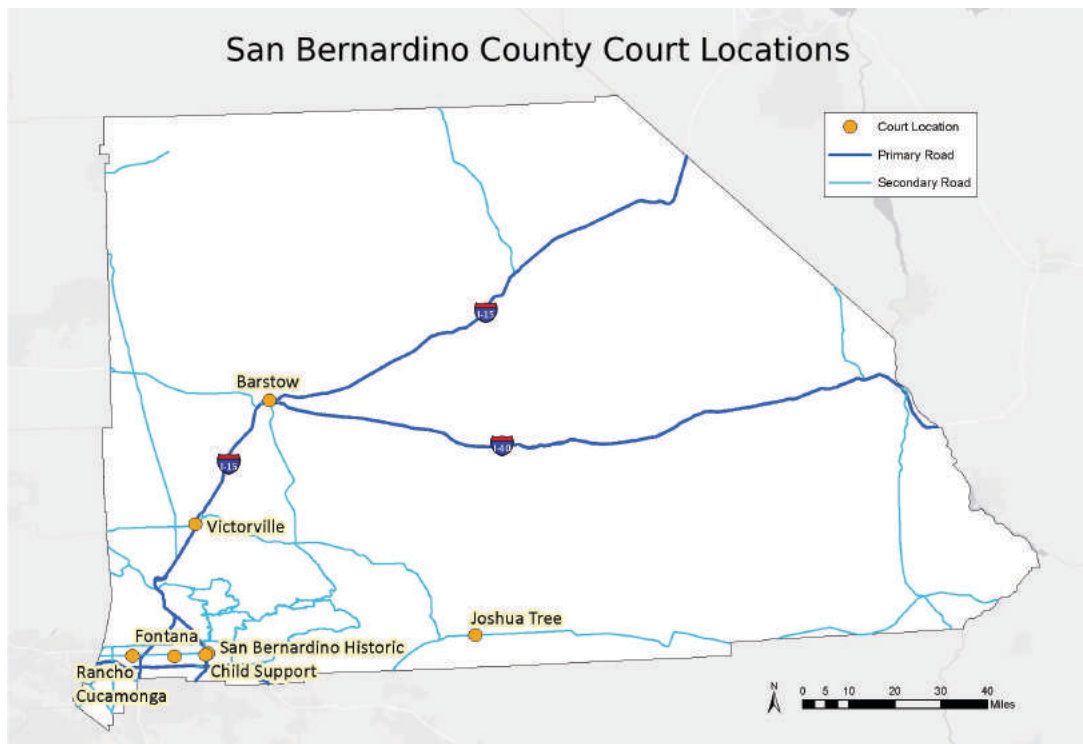 San Bernardino County Court Locations
Court Location
Primary Road
Secondary Road
I-15
Barstow
I-40
I-15
Victorville
Joshua Tree
Fontana
San Bernardino Historic
Rancho
Cucamonga
Child Support
N
0 5 10 20 30 40
Miles